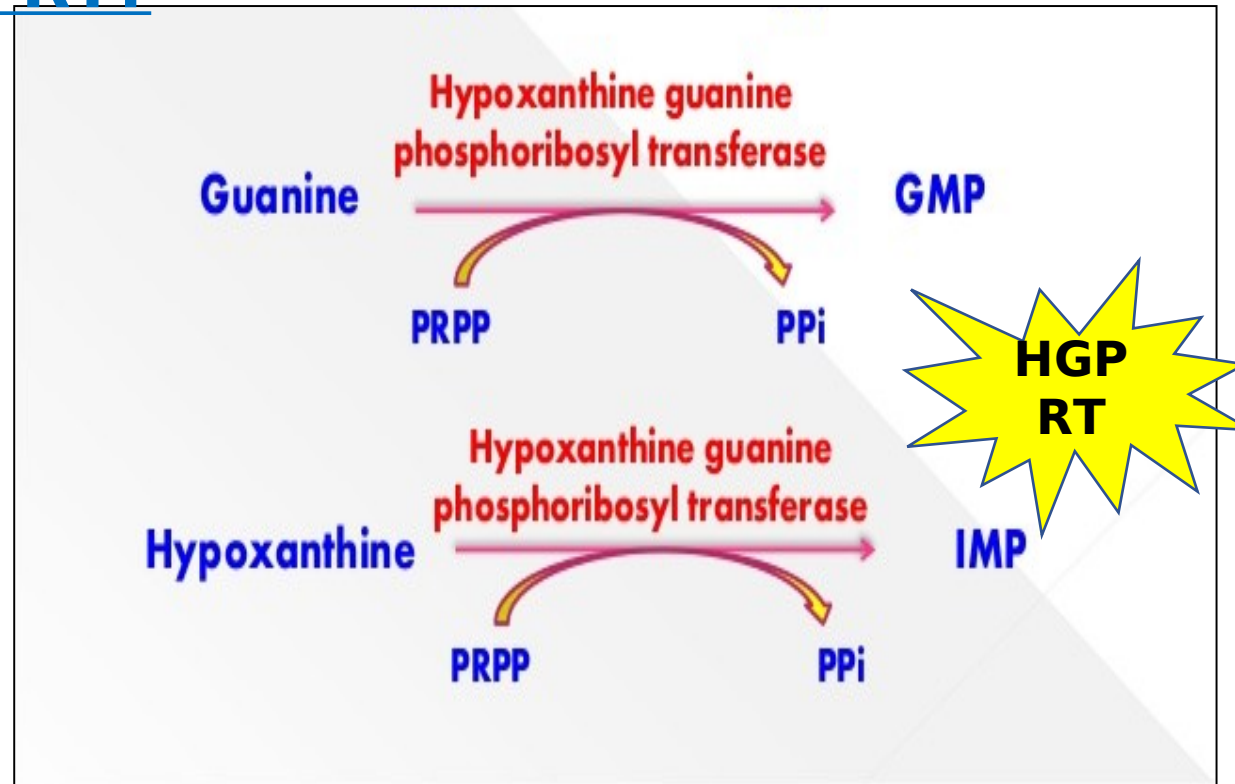 Hypoxanthine guanine
phosphoribosyl transferase
Guanine
GMP
PRPP
PPi
HGP
RT
Hypoxanthine guanine
phosphoribosyl transferase
Hypoxanthine
IMP
PRPP
PPi